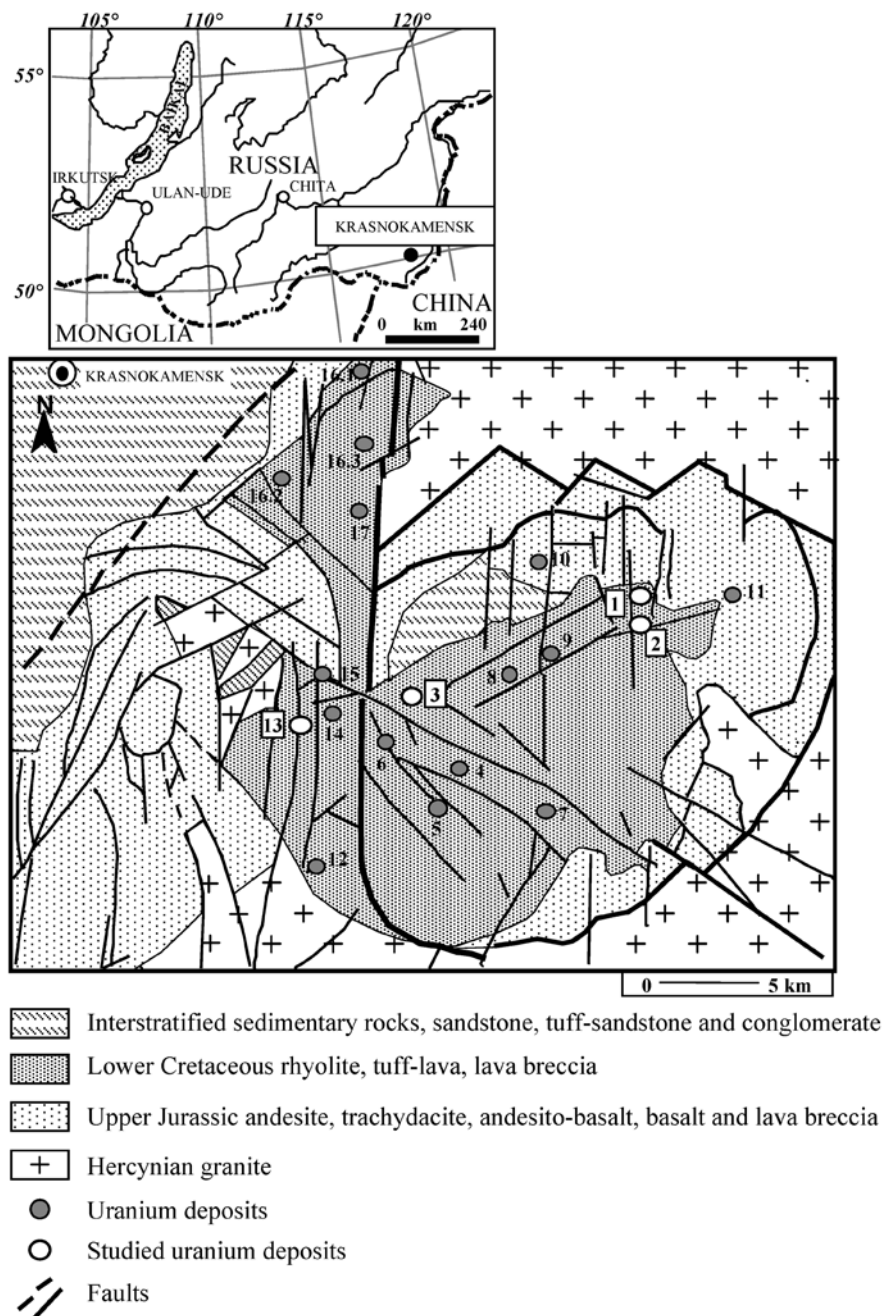 105° 110° 115° 120°
55°
BAIKAL
RUSSIA
IRKUTSK
ULAN-UDE
CHITA
KRASNOKAMENSK
50°
CHINA
MONGOLIA
0 km 240
KRASNOKAMENSK
N
16.1
16.3
16.2
17
10
11
1
2
9
8
15
3
13
14
6
4
5
7
12
0 5 km
Interstratified sedimentary rocks, sandstone, tuff-sandstone and conglomerate
Lower Cretaceous rhyolite, tuff-lava, lava breccia
Upper Jurassic andesite, trachydacite, andesito-basalt, basalt and lava breccia
Hercynian granite
Uranium deposits
Studied uranium deposits
Faults